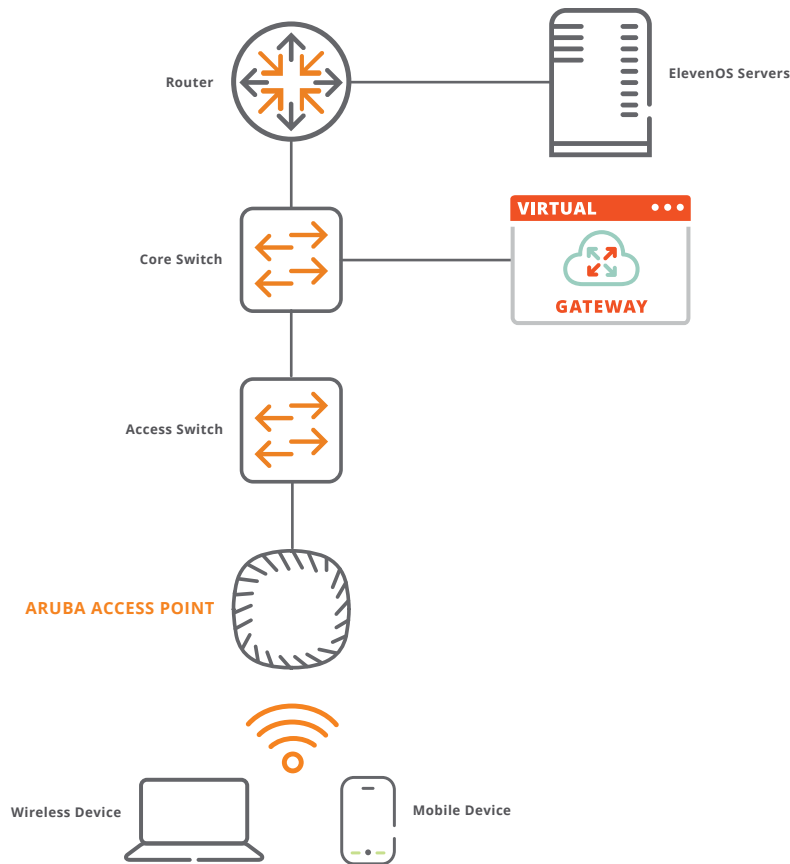 Router
ElevenOS Servers
VIRTUAL
Core Switch
GATEWAY
Access Switch
ARUBA ACCESS POINT
Wireless Device
Mobile Device